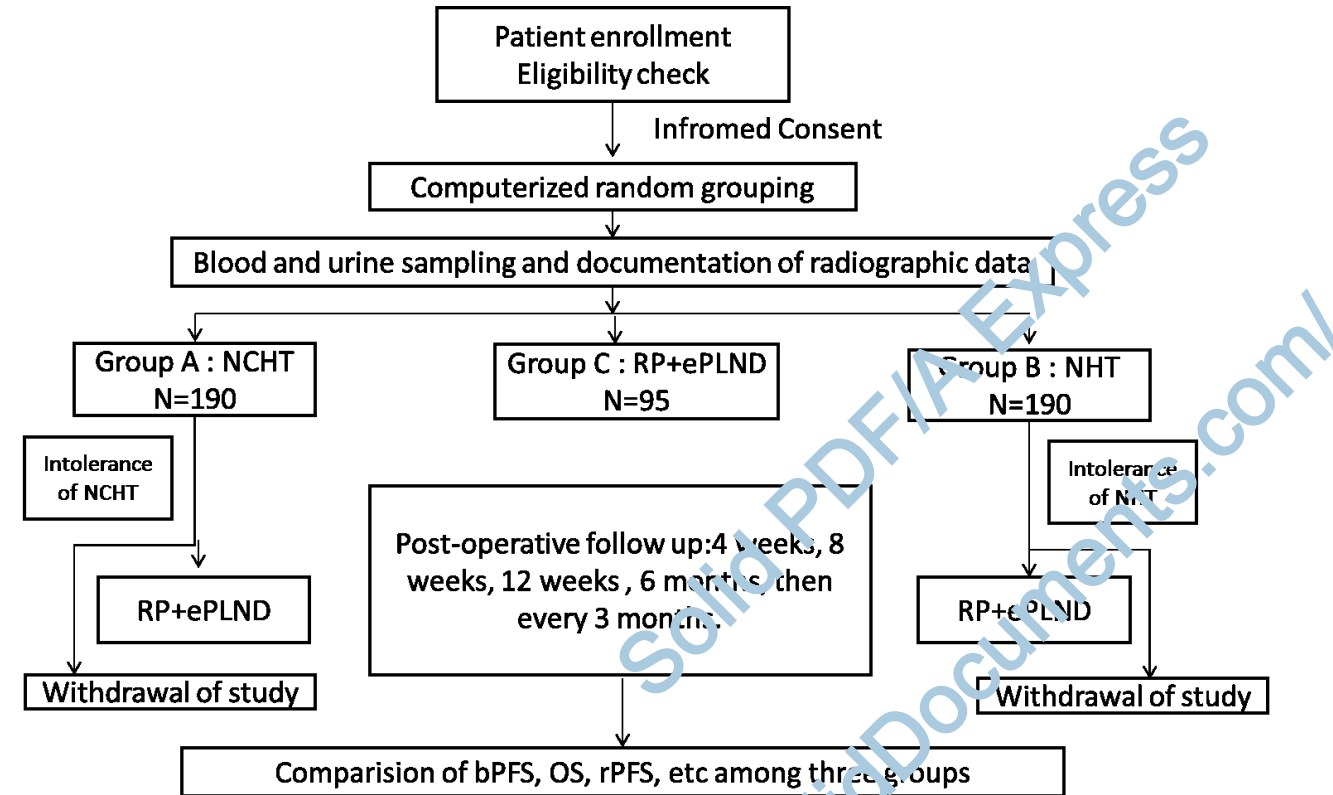 Patient enrollment
Eligibility check
Infromed Consent
Computerized random grouping
Blood and urine sampling and documentation of radiographic data
Group A : NCHT
N=190
Group C : RP+ePLND
N=95
Group B : NHT
N=190
Intolerance
of NCHT
Intolerance
of NHT
Post-operative follow up:4 weeks, 8
weeks, 12 weeks , 6 months, then
every 3 months.
RP+ePLND
RP+ePLND
Withdrawal of study
Withdrawal of study
Comparision of bPFS, OS, rPFS, etc among three groups
Solid PDF/A Express
Documents.com/